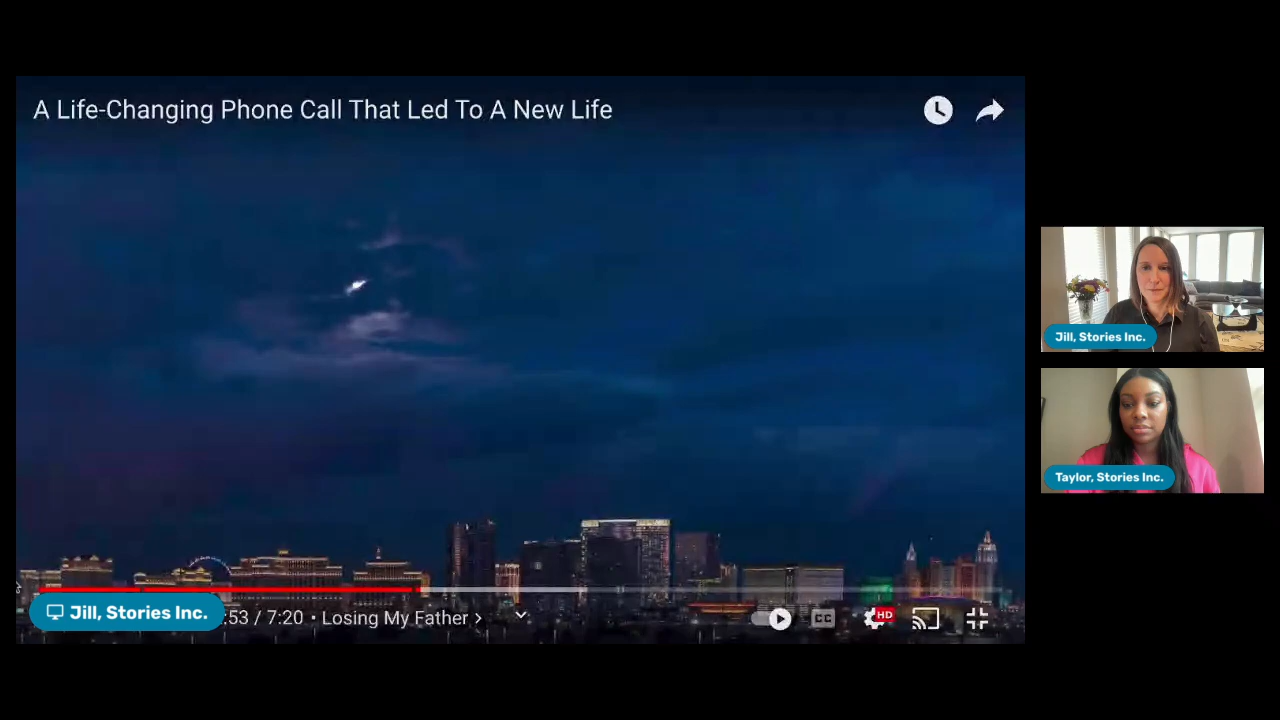 A Life-Changing Phone Call That Led To A New Life
Jill, Stories Inc.
Taylor, Stories Inc.
Jill, Stories Inc. :53 / 7:20 • Losing My Father >
CC
HD